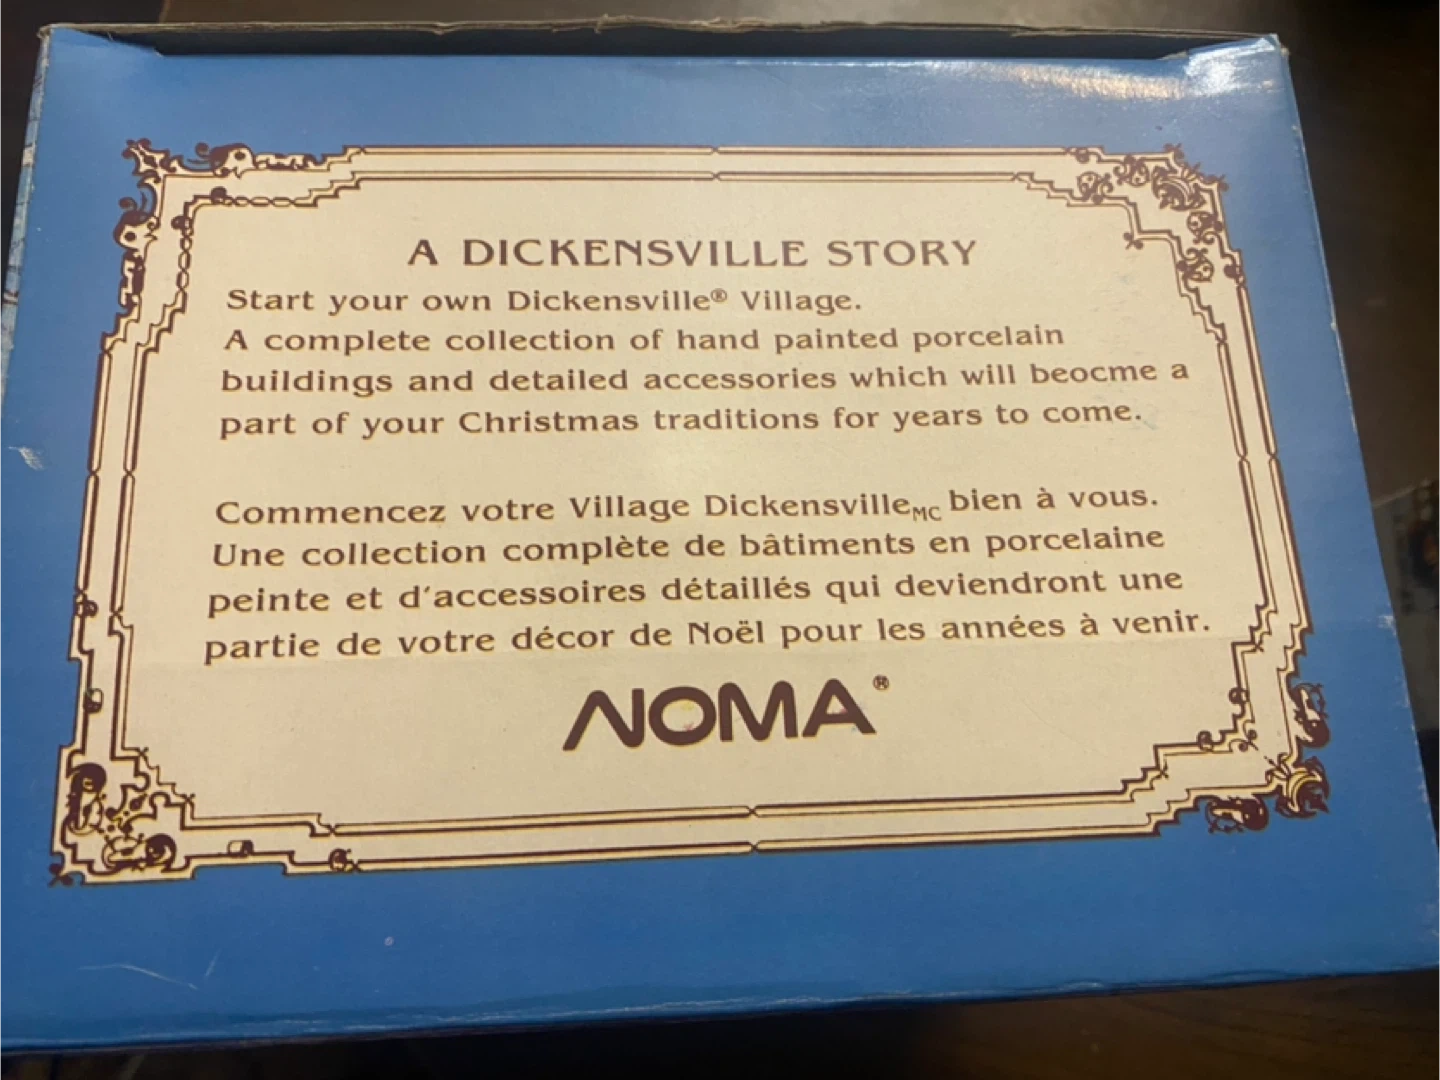 A DICKENSVILLE STORY
Start your own Dickensville® Village.
A complete collection of hand painted porcelain
buildings and detailed accessories which will beocme a
part of your Christmas traditions for years to come.
Commencez votre Village Dickensville MC bien à vous.
Une collection complète de bâtiments en porcelaine
peinte et d'accessoires détaillés qui deviendront une
partie de votre décor de Noël pour les années à venir.
NOMA®